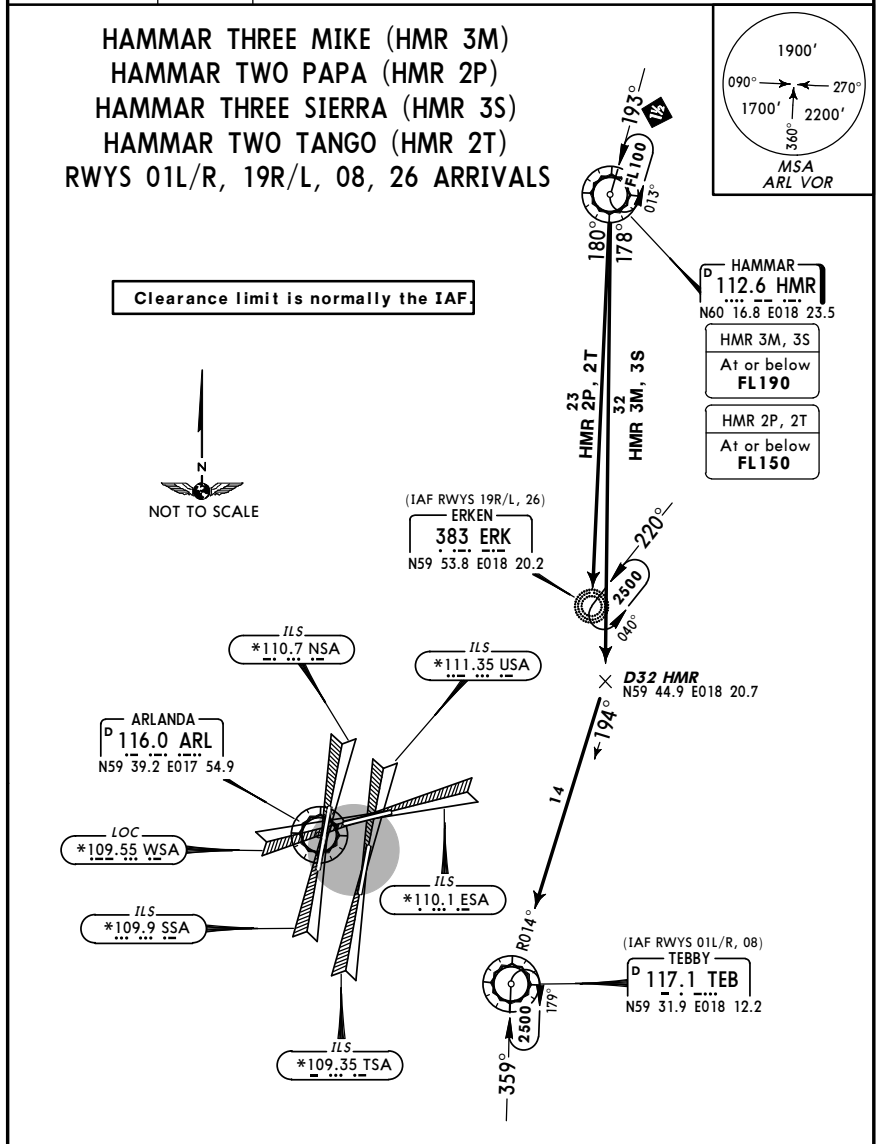 HAMMAR THREE MIKE (HMR 3M)
HAMMAR TWO PAPA (HMR 2P)
HAMMAR THREE SIERRA (HMR 3S)
HAMMAR TWO TANGO (HMR 2T)
RWYS 01L/R, 19R/L, 08, 26 ARRIVALS
1900'
090°
270°
1700'
2200'
360°
MSA
ARL VOR
193°
1½
FL100
013°
180°
178°
D
HAMMAR
112.6 HMR
N60 16.8 E018 23.5
HMR 3M, 3S
At or below
FL190
HMR 2P, 2T
At or below
FL150
Clearance limit is normally the IAF.
23
HMR 2P, 2T
32
HMR 3M, 3S
N
NOT TO SCALE
(IAF RWYS 19R/L, 26)
ERKEN
383 ERK
N59 53.8 E018 20.2
220°
2500
040°
D32 HMR
N59 44.9 E018 20.7
194°
14
ILS
*110.7 NSA
ILS
*111.35 USA
ARLANDA
D
116.0 ARL
N59 39.2 E017 54.9
LOC
*109.55 WSA
ILS
*110.1 ESA
ILS
*109.9 SSA
ILS
*109.35 TSA
R014°
(IAF RWYS 01L/R, 08)
TEBBY
D
117.1 TEB
N59 31.9 E018 12.2
2500
179°
359°